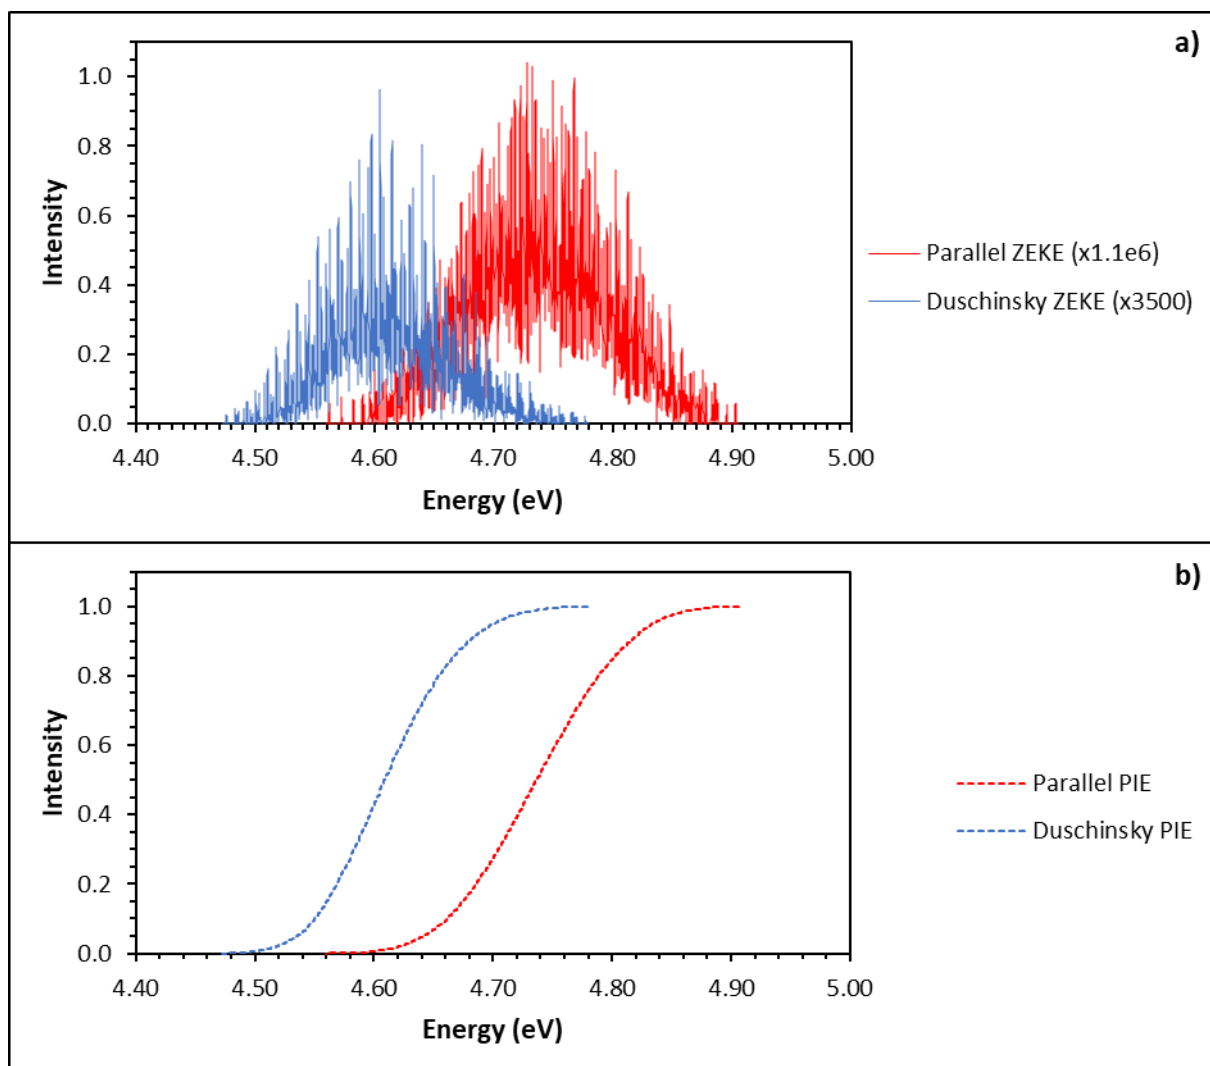 a)
1.0
0.8
0.6
0.4
0.2
0.0
Intensity
4.40 4.50 4.60 4.70 4.80 4.90 5.00
Energy (eV)
Parallel ZEKE (x1.1e6)
Duschinsky ZEKE (x3500)
b)
1.0
0.8
0.6
0.4
0.2
0.0
Intensity
4.40 4.50 4.60 4.70 4.80 4.90 5.00
Energy (eV)
Parallel PIE
Duschinsky PIE